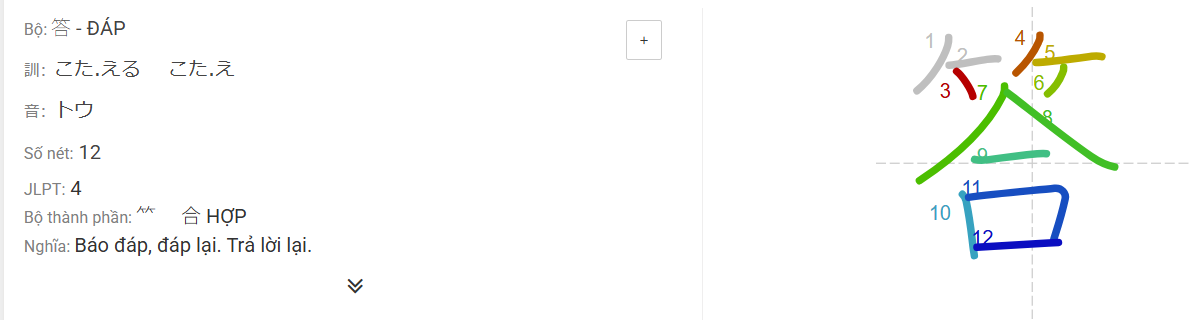 Bộ: 答 - ĐÁP
+
訓: こた.える こた.え
音: トウ
Số nét: 12
JLPT: 4
Bộ thành phần: ⺮ 合 HỢP
Nghĩa: Báo đáp, đáp lại. Trả lời lại.
答
1
2
3
4
5
6
7
8
9
10
11
12